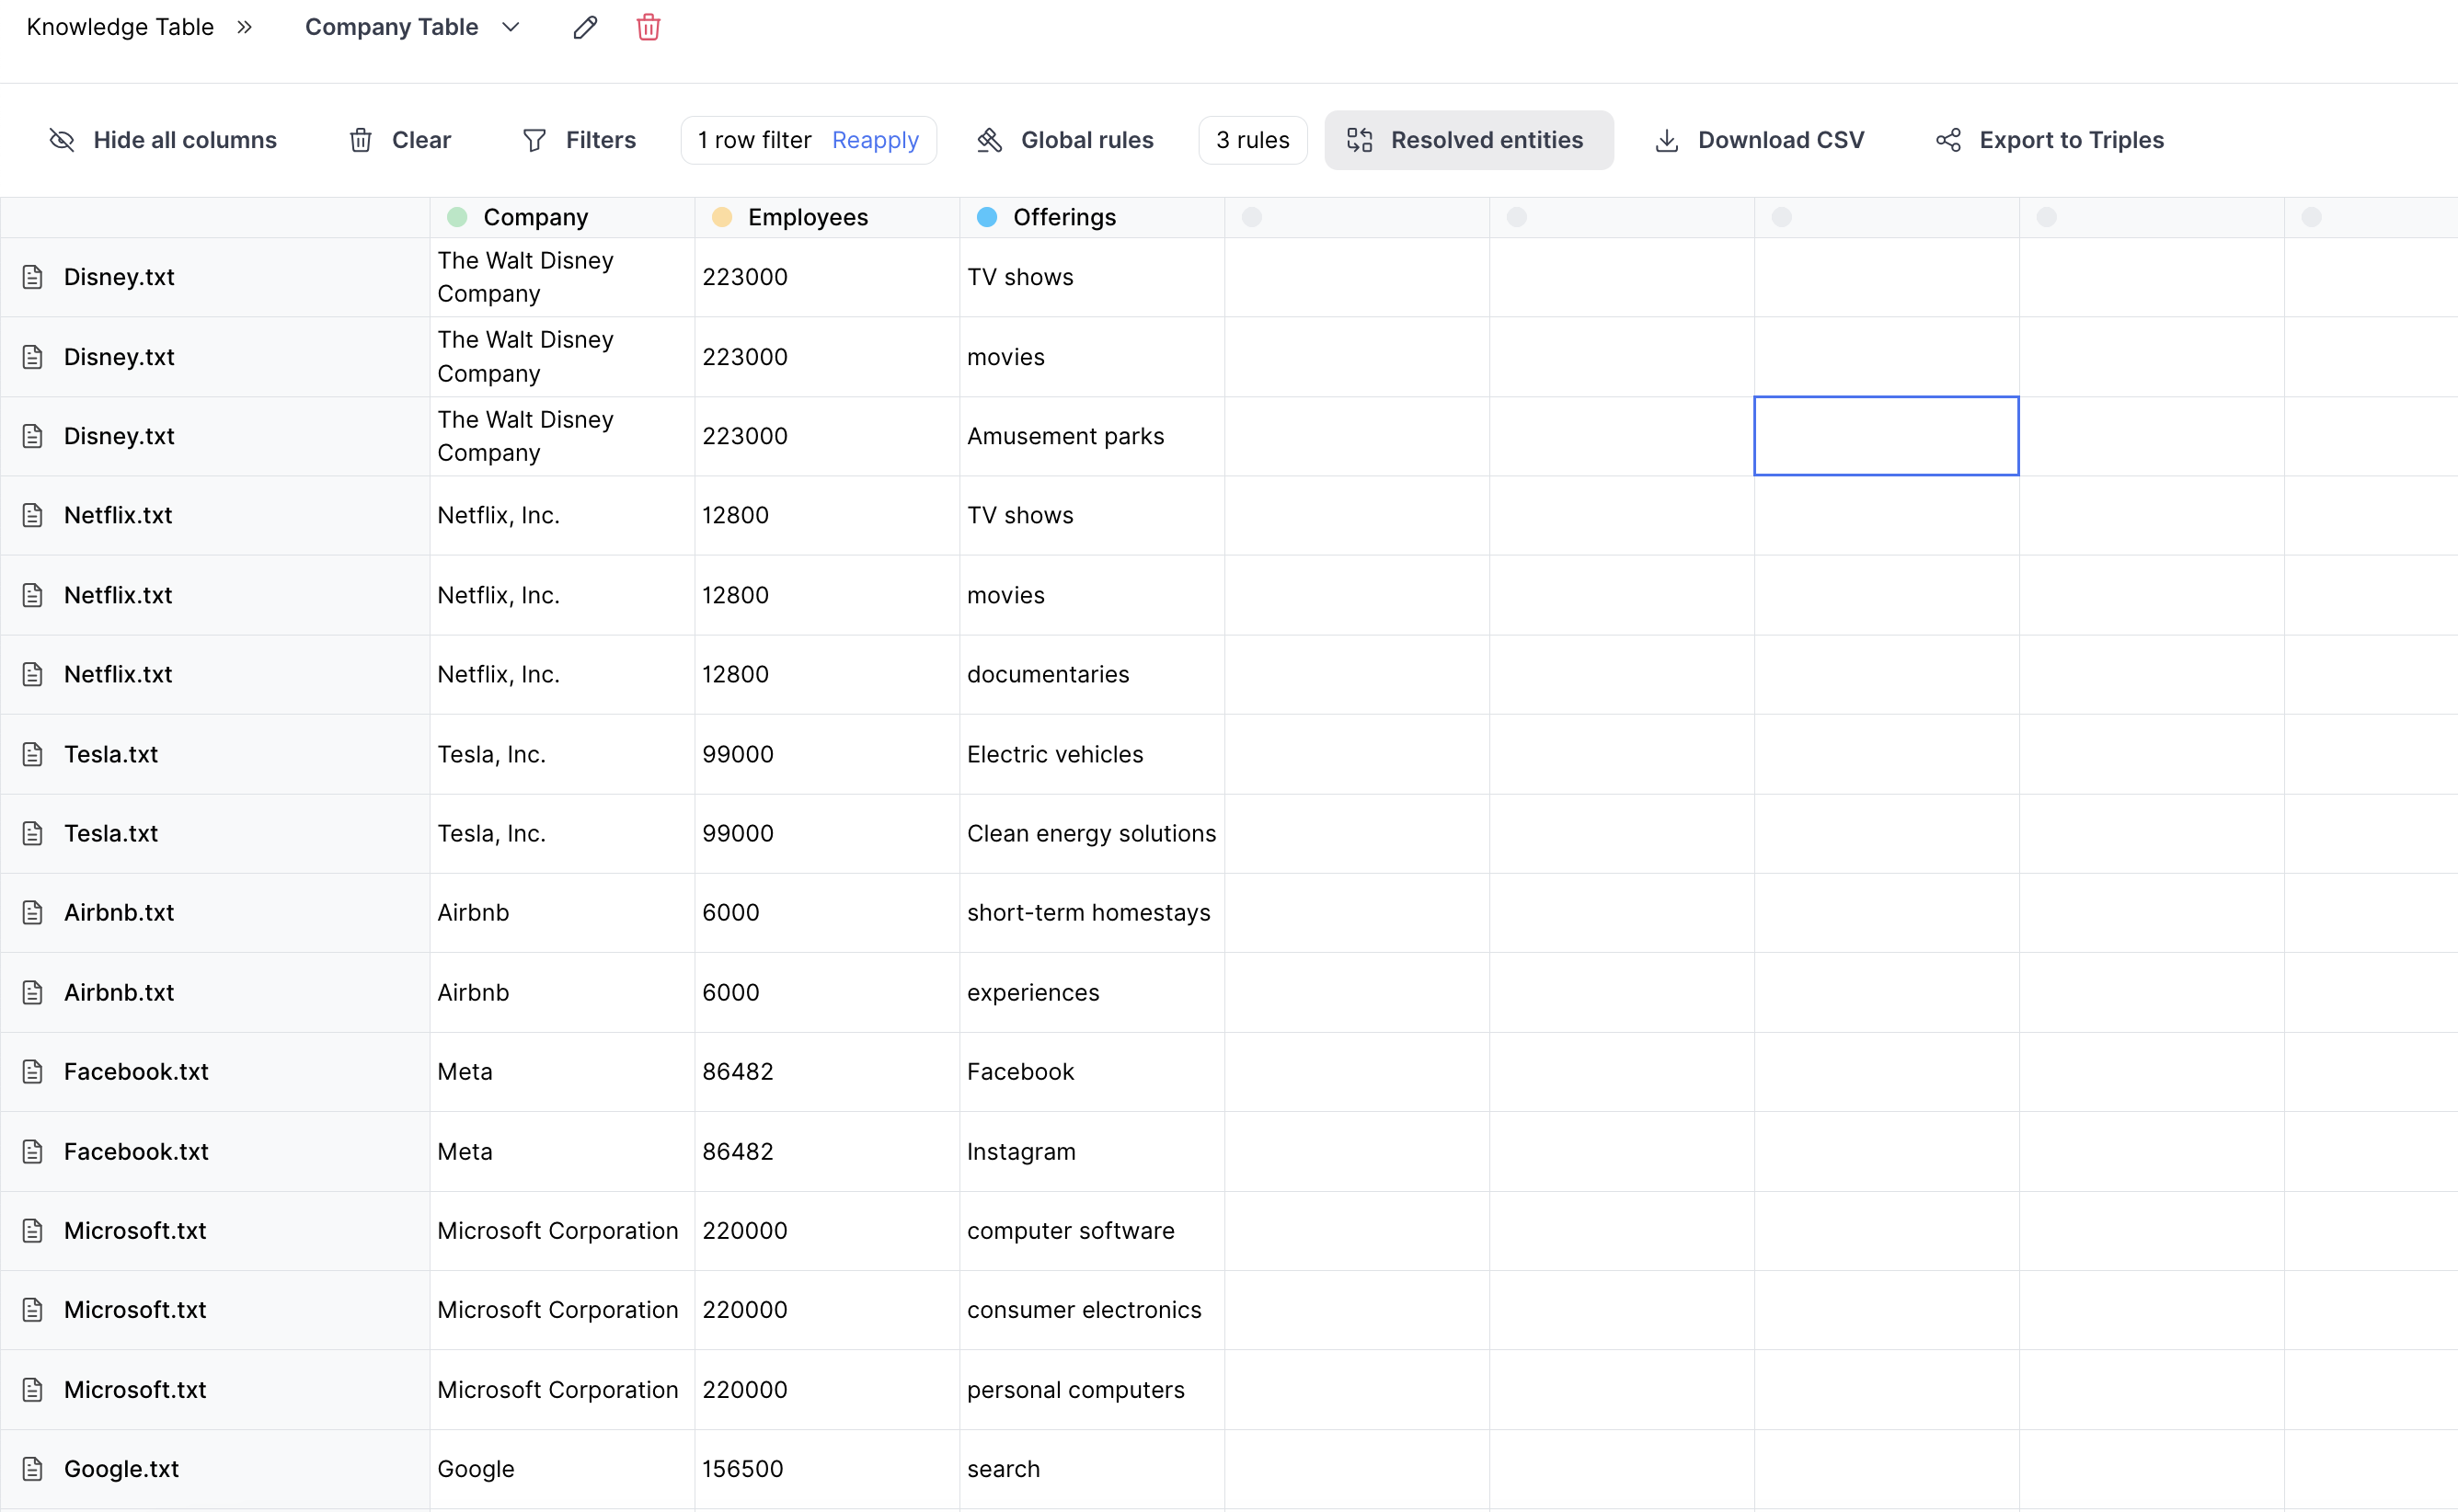 Knowledge Table » Company Table
Hide all columns Clear Filters 1 row filter Reapply Global rules 3 rules Resolved entities Download CSV Export to Triples
Company Employees Offerings
Disney.txt The Walt Disney Company 223000 TV shows
Disney.txt The Walt Disney Company 223000 movies
Disney.txt The Walt Disney Company 223000 Amusement parks
Netflix.txt Netflix, Inc. 12800 TV shows
Netflix.txt Netflix, Inc. 12800 movies
Netflix.txt Netflix, Inc. 12800 documentaries
Tesla.txt Tesla, Inc. 99000 Electric vehicles
Tesla.txt Tesla, Inc. 99000 Clean energy solutions
Airbnb.txt Airbnb 6000 short-term homestays
Airbnb.txt Airbnb 6000 experiences
Facebook.txt Meta 86482 Facebook
Facebook.txt Meta 86482 Instagram
Microsoft.txt Microsoft Corporation 220000 computer software
Microsoft.txt Microsoft Corporation 220000 consumer electronics
Microsoft.txt Microsoft Corporation 220000 personal computers
Google.txt Google 156500 search